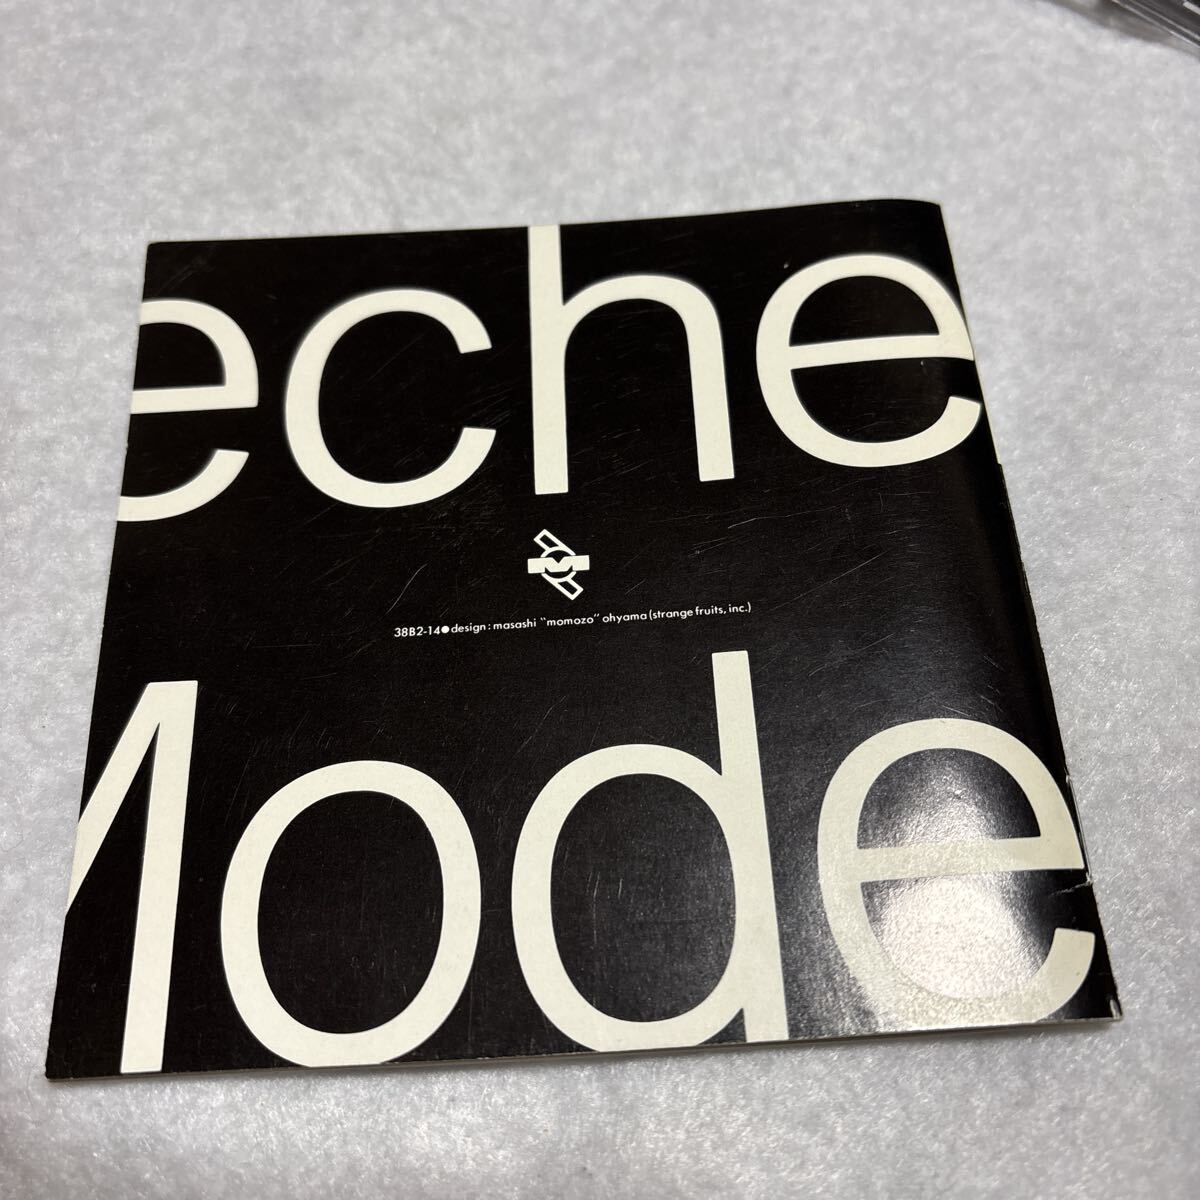 eche
38B2-14●design: masashi "momozo" ohyama (strange fruits, inc.)
Mode